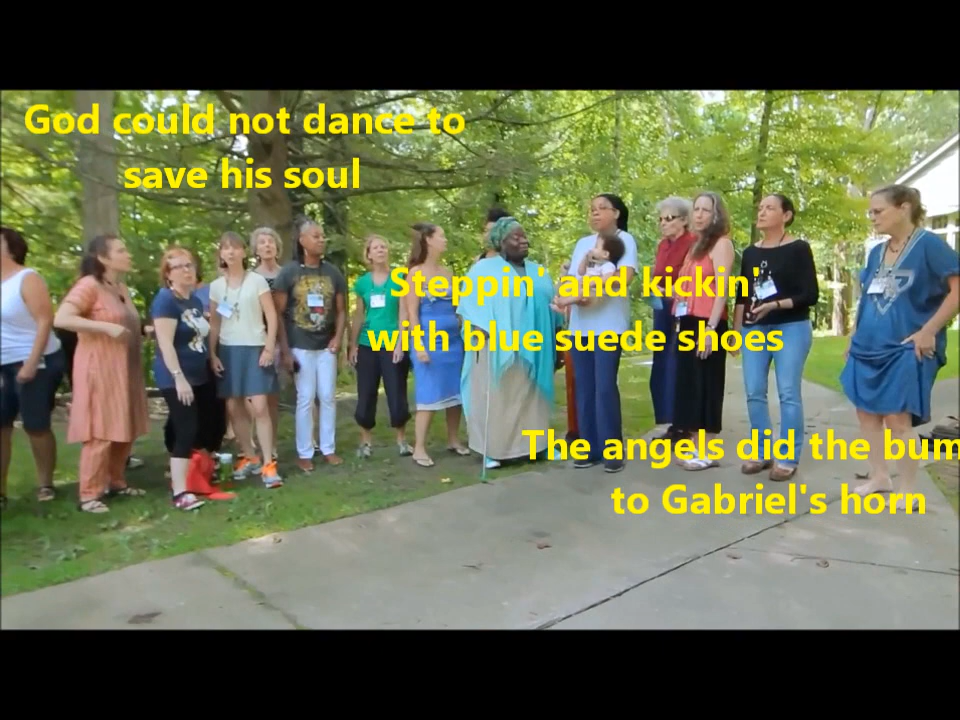 God could not dance to
save his soul
Steppin' and kickin'
with blue suede shoes
The angels did the bum
to Gabriel's horn